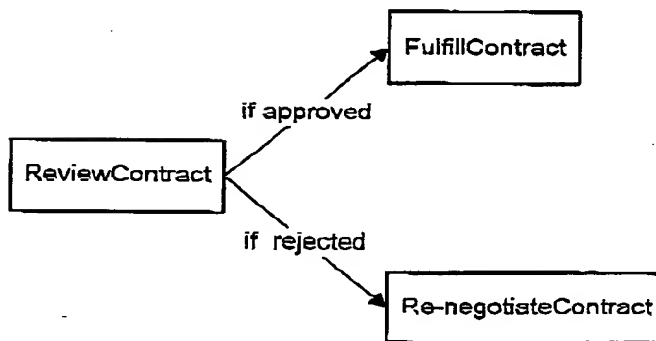 FulfillContract
if approved
ReviewContract
if rejected
Re-negotiateContract